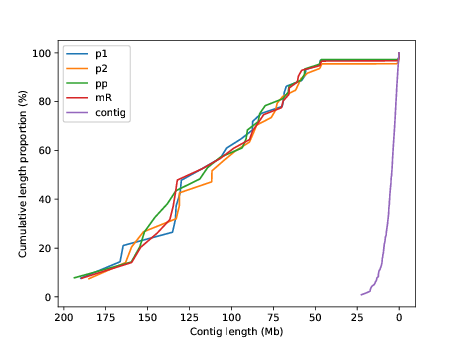 100
80
60
40
20
0
Cumulative length proportion (%)
p1
p2
pp
mR
contig
200 175 150 125 100 75 50 25 0
Contig length (Mb)